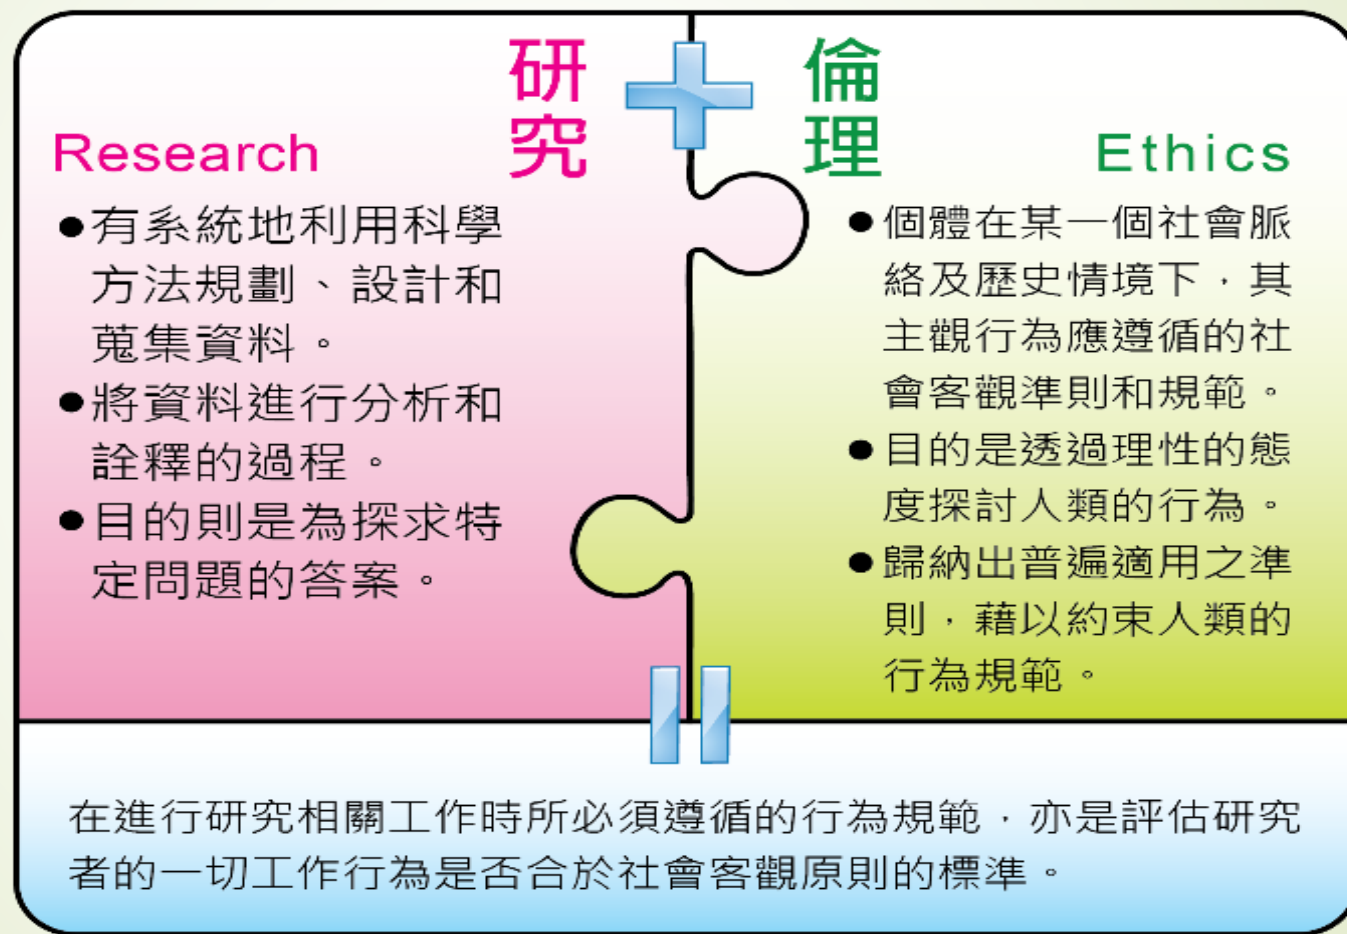 研究
Research
●有系統地利用科學
方法規劃、設計和
蒐集資料。
●將資料進行分析和
詮釋的過程。
●目的則是為探求特
定問題的答案。
倫理
Ethics
●個體在某一個社會脈
絡及歷史情境下，其
主觀行為應遵循的社
會客觀準則和規範。
●目的是透過理性的態
度探討人類的行為。
●歸納出普遍適用之準
則，藉以約束人類的
行為規範。
在進行研究相關工作時所必須遵循的行為規範，亦是評估研究
者的一切工作行為是否合於社會客觀原則的標準。